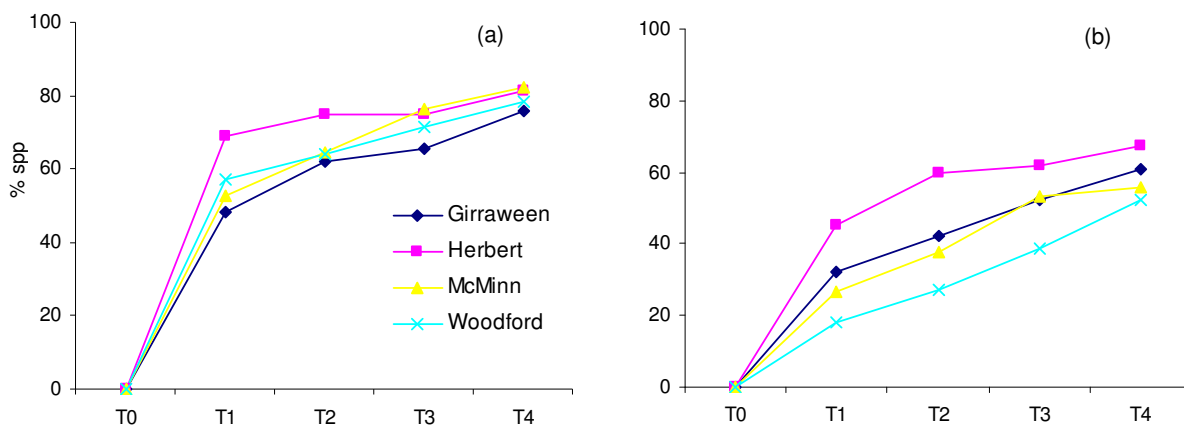 (a)
% spp
100
80
60
40
20
0
T0 T1 T2 T3 T4
Girraween
Herbert
McMinn
Woodford
(b)
100
80
60
40
20
0
T0 T1 T2 T3 T4